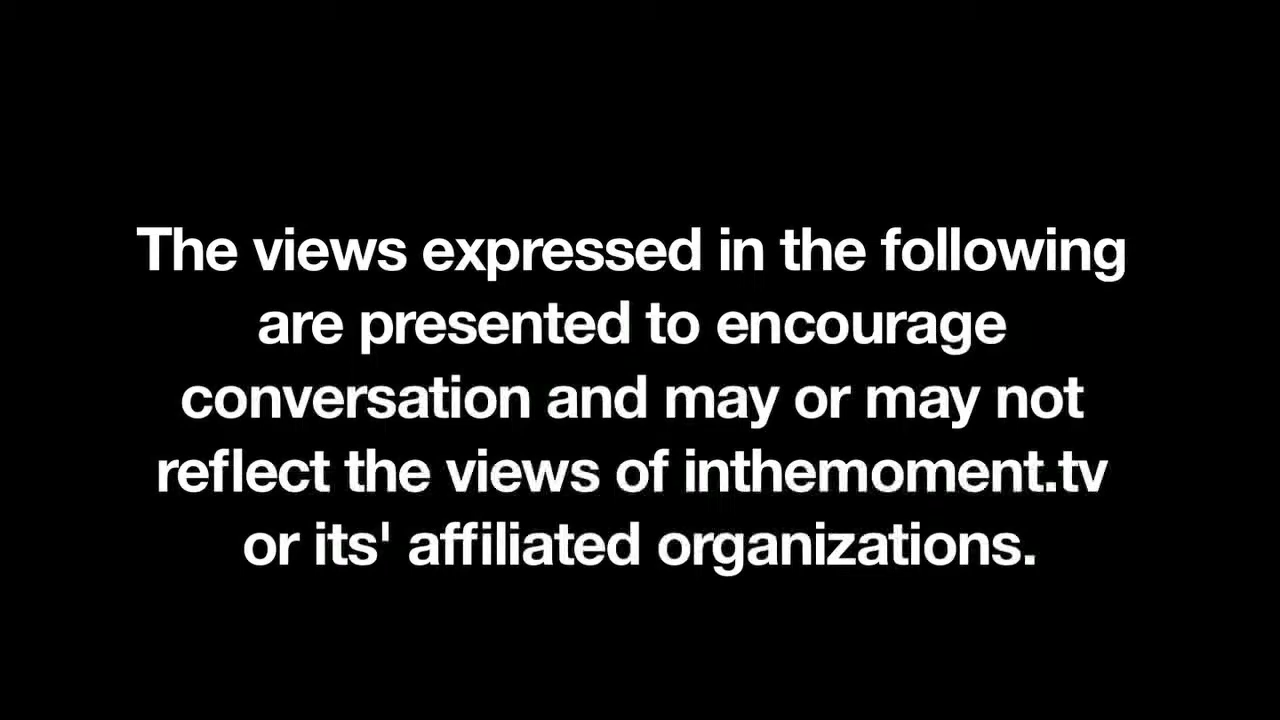 The views expressed in the following
are presented to encourage
conversation and may or may not
reflect the views of inthemoment.tv
or its' affiliated organizations.